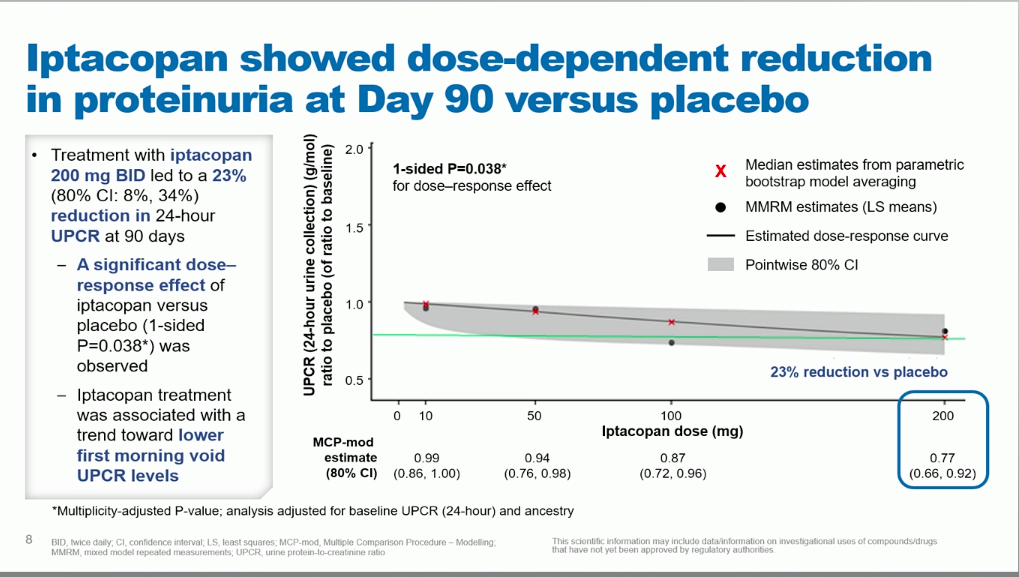 Iptacopan showed dose-dependent reduction
in proteinuria at Day 90 versus placebo
• Treatment with iptacopan
200 mg BID led to a 23%
(80% CI: 8%, 34%)
reduction in 24-hour
UPCR at 90 days
– A significant dose–
response effect of
iptacopan versus
placebo (1-sided
P=0.038*) was
observed
– Iptacopan treatment
was associated with a
trend toward lower
first morning void
UPCR levels
UPCR (24-hour urine collection) (g/mol)
ratio to placebo (of ratio to baseline)
2.0
1.5
1.0
0.5
1-sided P=0.038*
for dose–response effect
x Median estimates from parametric
bootstrap model averaging
MMRM estimates (LS means)
Estimated dose-response curve
Pointwise 80% CI
23% reduction vs placebo
0 10 50 100 200
Iptacopan dose (mg)
MCP-mod
estimate 0.99 0.94 0.87 0.77
(80% CI) (0.86, 1.00) (0.76, 0.98) (0.72, 0.96) (0.66, 0.92)
*Multiplicity-adjusted P-value; analysis adjusted for baseline UPCR (24-hour) and ancestry
8
BID, twice daily; CI, confidence interval; LS, least squares; MCP-mod, Multiple Comparison Procedure – Modelling;
MMRM, mixed model repeated measurements; UPCR, urine protein-to-creatinine ratio
This scientific information may include data/information on investigational uses of compounds/drugs
that have not yet been approved by regulatory authorities.